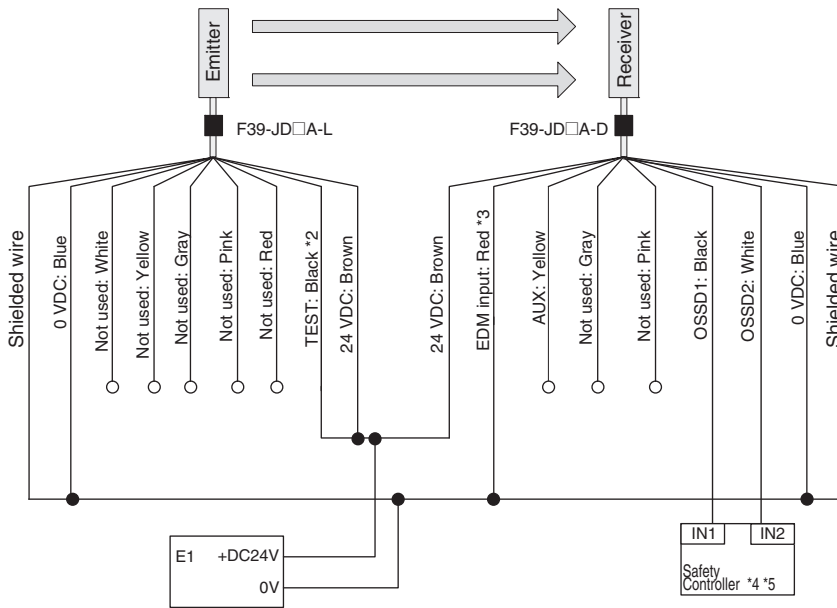 Emitter
Receiver
F39-JD□A-L
F39-JD□A-D
Shielded wire
0 VDC: Blue
Not used: White
Not used: Yellow
Not used: Gray
Not used: Pink
Not used: Red
TEST: Black *2
24 VDC: Brown
24 VDC: Brown
EDM input: Red *3
AUX: Yellow
Not used: Gray
Not used: Pink
OSSD1: Black
OSSD2: White
0 VDC: Blue
Shielded wire
E1 +DC24V
0V
IN1 IN2
Safety
Controller *4 *5